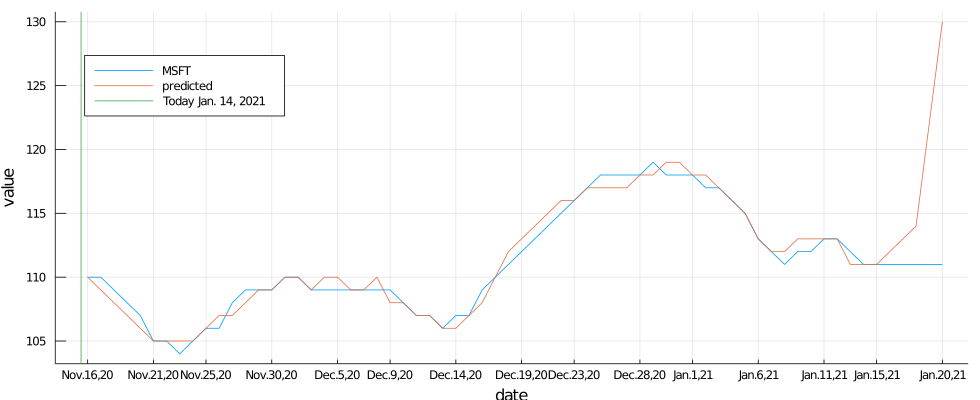 130
125
120
115
110
105
value
MSFT
predicted
Today Jan. 14, 2021
Nov.16,20 Nov.21,20 Nov.25,20 Nov.30,20 Dec.5,20 Dec.9,20 Dec.14,20 Dec.19,20 Dec.23,20 Dec.28,20 Jan.1,21 Jan.6,21 Jan.11,21 Jan.15,21 Jan.20,21
date